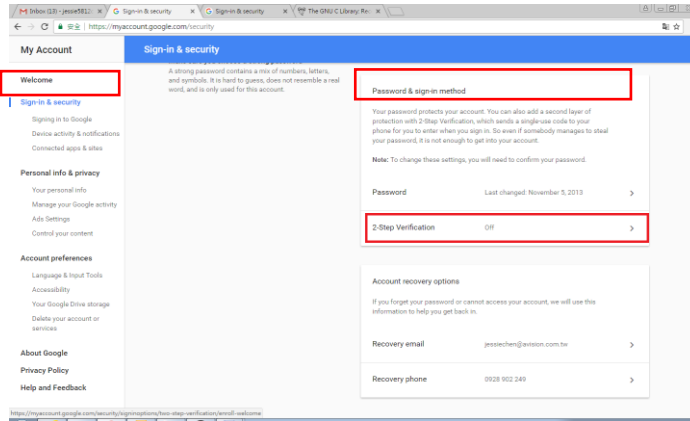 Inbox (13) - jessie5812
Sign-in & security
Sign-in & security
The GNU C Library: Re
安全
https://myaccount.google.com/security
My Account
Sign-in & security
A strong password contains a mix of numbers, letters,
and symbols. It is hard to guess, does not resemble a real
word, and is only used for this account.
Welcome
Sign-in & security
Signing in to Google
Device activity & notifications
Connected apps & sites
Personal info & privacy
Your personal info
Manage your Google activity
Ads Settings
Control your content
Account preferences
Language & Input Tools
Accessibility
Your Google Drive storage
Delete your account or
services
About Google
Privacy Policy
Help and Feedback
Password & sign-in method
Your password protects your account. You can also add a second layer of
protection with 2-Step Verification, which sends a single-use code to your
phone for you to enter when you sign in. So even if somebody manages to steal
your password, it is not enough to get into your account.
Note: To change these settings, you will need to confirm your password.
Password Last changed: November 5, 2013
2-Step Verification Off
Account recovery options
If you forget your password or cannot access your account, we will use this
information to help you get back in.
Recovery email jessiechen@avision.com.tw
Recovery phone 0928 902 249
https://myaccount.google.com/security/signinoptions/two-step-verification/enroll-welcome